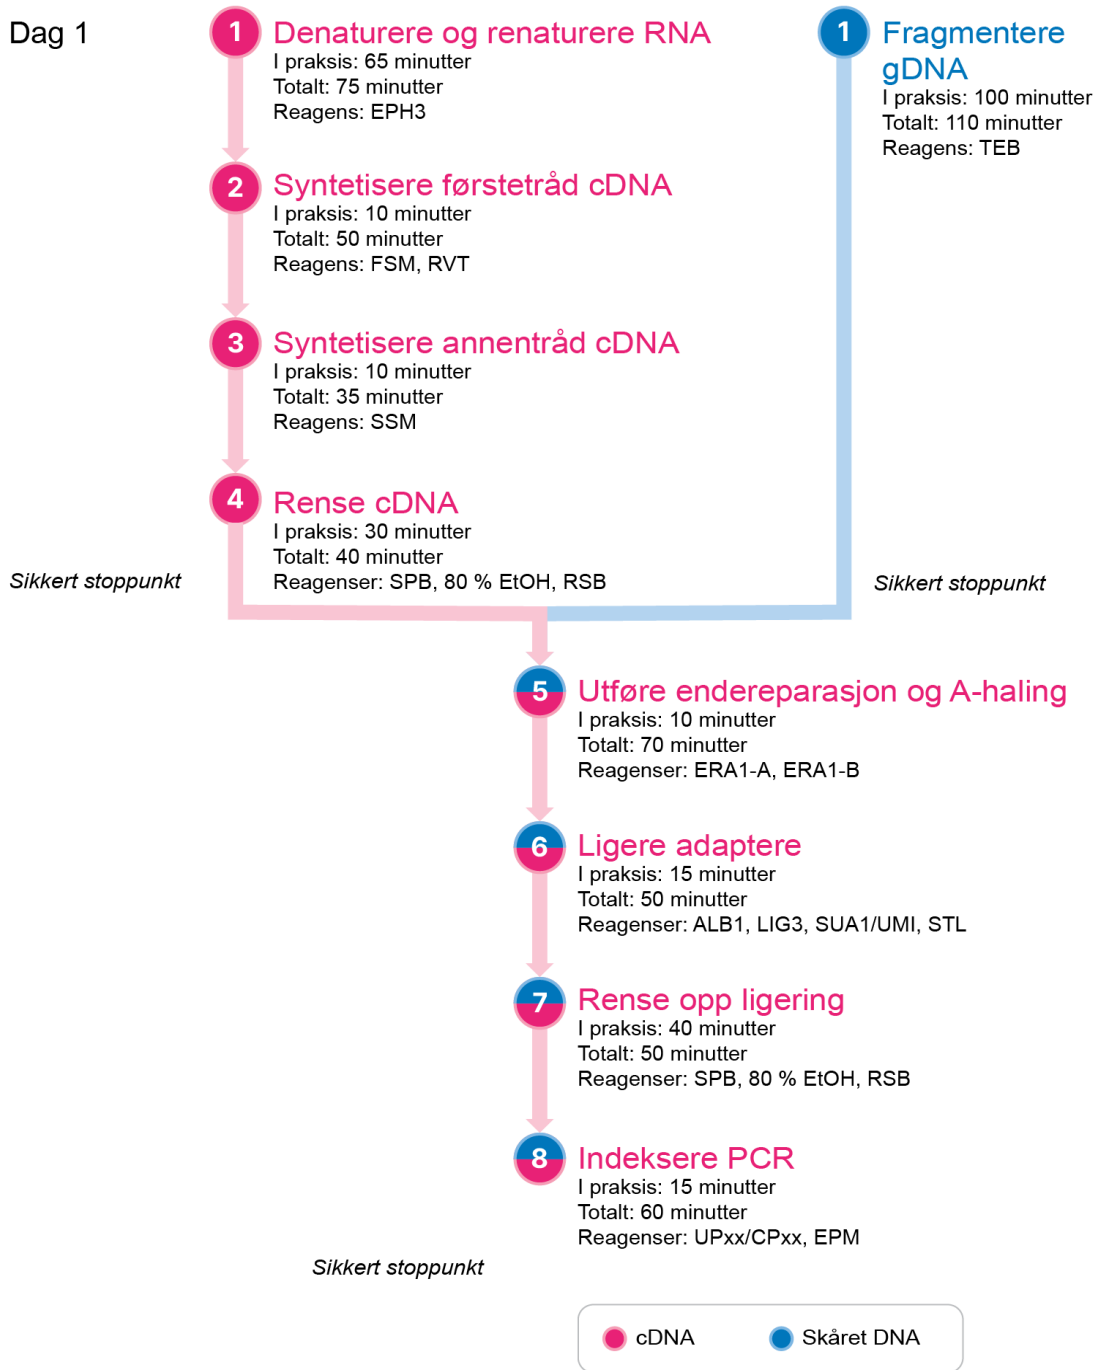 Dag 1
1
Denaturere og renaturere RNA
I praksis: 65 minutter
Totalt: 75 minutter
Reagens: EPH3
1
Fragmentere
gDNA
I praksis: 100 minutter
Totalt: 110 minutter
Reagens: TEB
2
Syntetisere førstetråd cDNA
I praksis: 10 minutter
Totalt: 50 minutter
Reagens: FSM, RVT
3
Syntetisere annentråd cDNA
I praksis: 10 minutter
Totalt: 35 minutter
Reagens: SSM
4
Rense cDNA
I praksis: 30 minutter
Totalt: 40 minutter
Reagenser: SPB, 80 % EtOH, RSB
Sikkert stoppunkt
Sikkert stoppunkt
5
Utføre endereparasjon og A-haling
I praksis: 10 minutter
Totalt: 70 minutter
Reagenser: ERA1-A, ERA1-B
6
Ligere adaptere
I praksis: 15 minutter
Totalt: 50 minutter
Reagenser: ALB1, LIG3, SUA1/UMI, STL
7
Rense opp ligering
I praksis: 40 minutter
Totalt: 50 minutter
Reagenser: SPB, 80 % EtOH, RSB
8
Indeksere PCR
I praksis: 15 minutter
Totalt: 60 minutter
Reagenser: UPxx/CPxx, EPM
Sikkert stoppunkt
cDNA
Skåret DNA